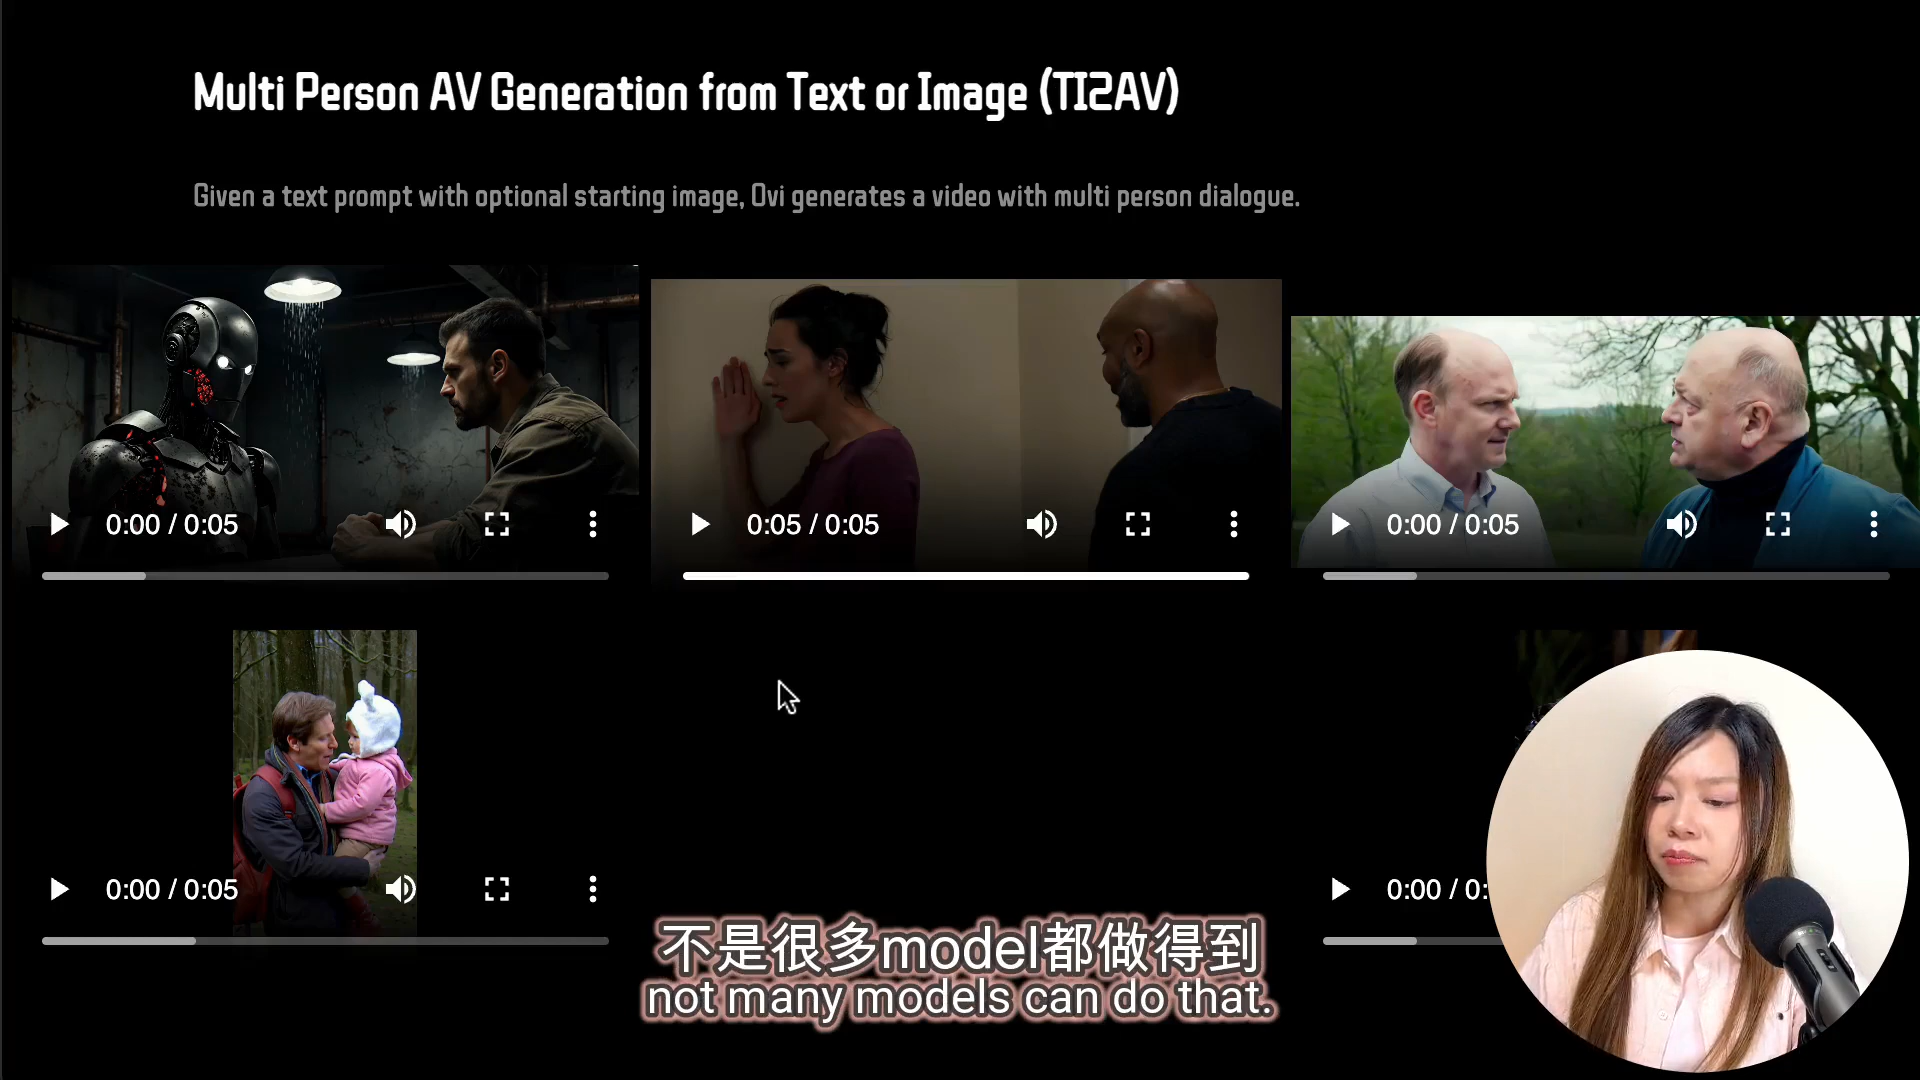 Multi Person AV Generation from Text or Image (TI2AV)
Given a text prompt with optional starting image, Ovi generates a video with multi person dialogue.
0:00 / 0:05
0:05 / 0:05
0:00 / 0:05
0:00 / 0:05
0:00 / 0:
不是很多model都做得到
not many models can do that.